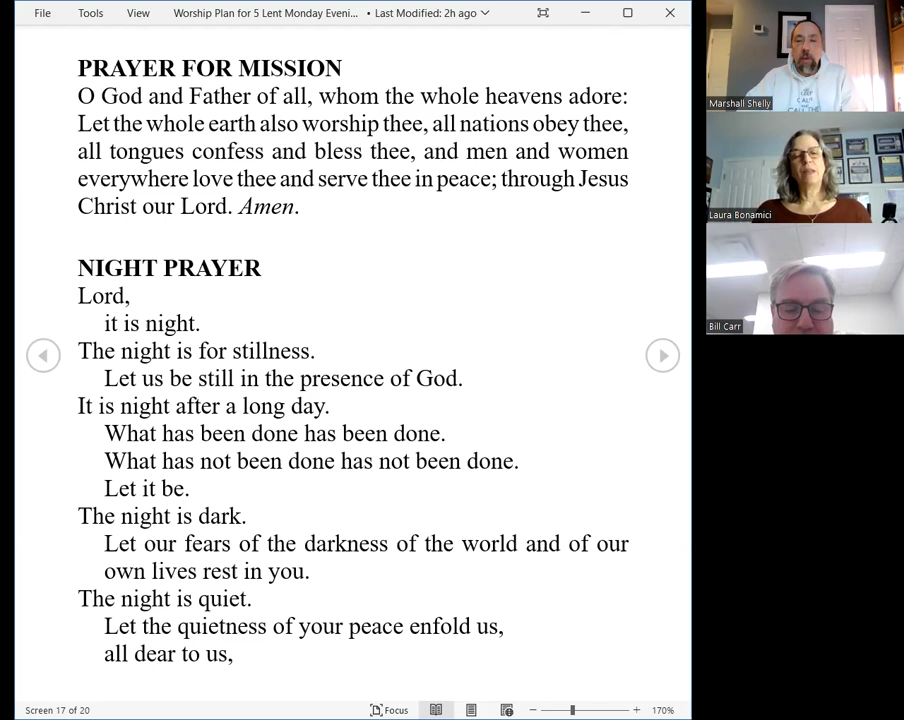 File Tools View Worship Plan for 5 Lent Monday Eveni... • Last Modified: 2h ago
PRAYER FOR MISSION
O God and Father of all, whom the whole heavens adore:
Let the whole earth also worship thee, all nations obey thee,
all tongues confess and bless thee, and men and women
everywhere love thee and serve thee in peace; through Jesus
Christ our Lord. Amen.
NIGHT PRAYER
Lord,
it is night.
The night is for stillness.
Let us be still in the presence of God.
It is night after a long day.
What has been done has been done.
What has not been done has not been done.
Let it be.
The night is dark.
Let our fears of the darkness of the world and of our
own lives rest in you.
The night is quiet.
Let the quietness of your peace enfold us,
all dear to us,
Screen 17 of 20 Focus 170%
Marshall Shelly
Laura Bonamici
Bill Carr